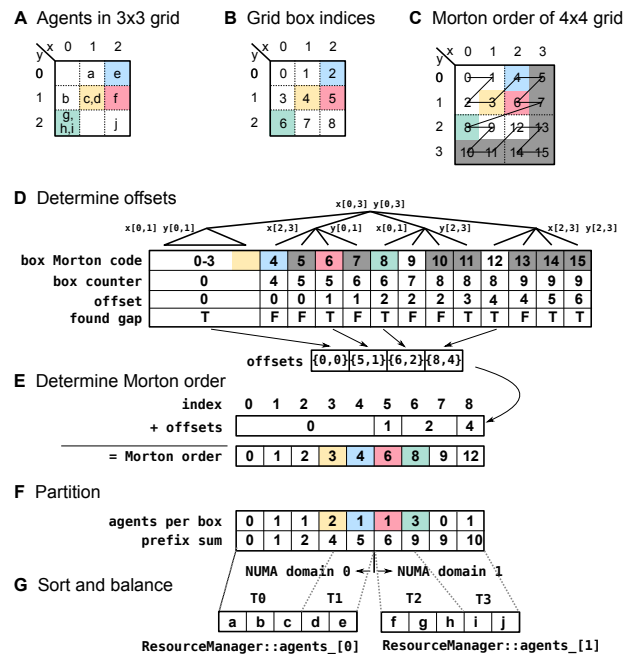 A Agents in 3x3 grid
x 0 1 2
y
0 a e
1 b c,d f
2 g, h,i j
B Grid box indices
x 0 1 2
y
0 0 1 2
1 3 4 5
2 6 7 8
C Morton order of 4x4 grid
x 0 1 2 3
y
0 0 1 4 5
1 2 3 6 7
2 8 9 12 13
3 10 11 14 15
D Determine offsets
x[0,3] y[0,3]
x[0,1] y[0,1] x[2,3] y[0,1] x[0,1] y[2,3] x[2,3] y[2,3]
box Morton code 0-3 4 5 6 7 8 9 10 11 12 13 14 15
box counter 0 4 5 5 6 6 7 8 8 8 9 9 9
offset 0 0 0 1 1 2 2 2 3 4 4 5 6
found gap T F F T F T F F F T F T T
offsets {0,0} {5,1} {6,2} {8,4}
E Determine Morton order
index 0 1 2 3 4 5 6 7 8
+ offsets 0 1 2 4
= Morton order 0 1 2 3 4 6 8 9 12
F Partition
agents per box 0 1 1 2 1 1 3 0 1
prefix sum 0 1 2 4 5 6 9 9 10
NUMA domain 0 NUMA domain 1
G Sort and balance
T0 T1 T2 T3
a b c d e f g h i j
ResourceManager::agents_[0] ResourceManager::agents_[1]